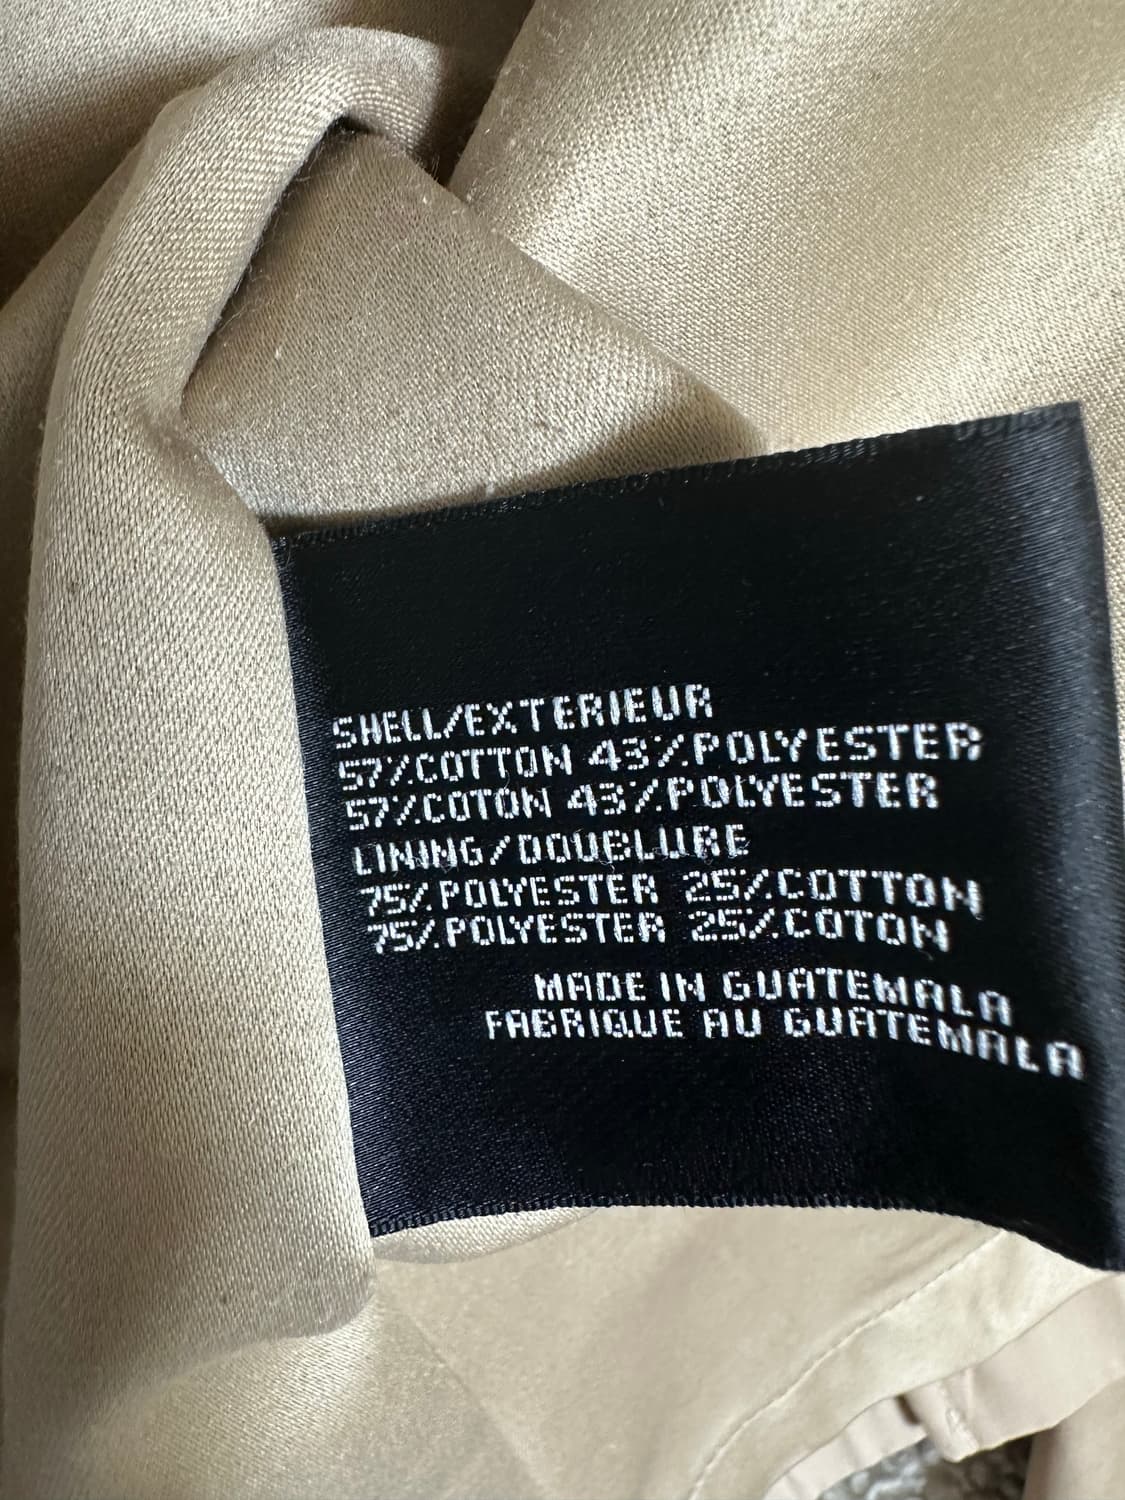 SHELL/EXTERIEUR
57%COTTON 43%POLYESTER
57%COTON 43%POLYESTER
LINING/DOUBLURE
75%POLYESTER 25%COTTON
75%POLYESTER 25%COTON
MADE IN GUATEMALA
FABRIQUE AU GUATEMALA